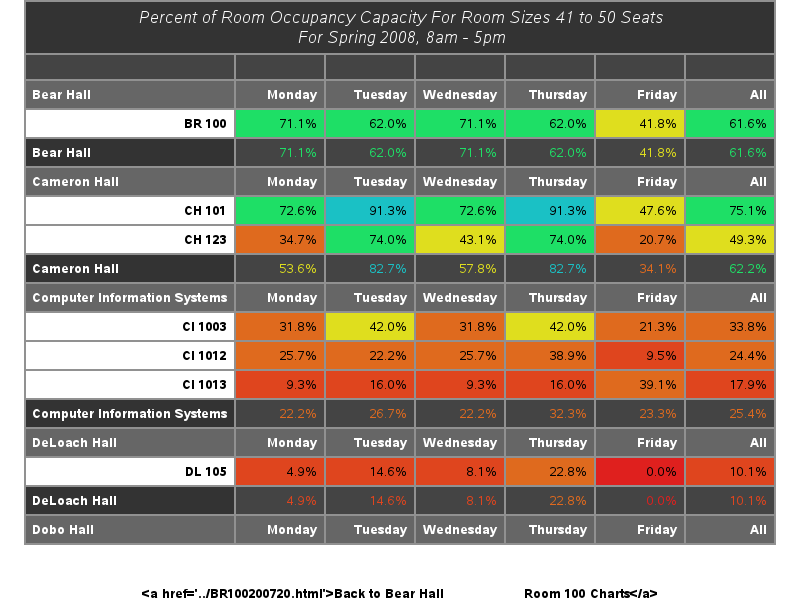 Percent of Room Occupancy Capacity For Room Sizes 41 to 50 Seats
For Spring 2008, 8am - 5pm
Bear Hall Monday Tuesday Wednesday Thursday Friday All
BR 100 71.1% 62.0% 71.1% 62.0% 41.8% 61.6%
Bear Hall 71.1% 62.0% 71.1% 62.0% 41.8% 61.6%
Cameron Hall Monday Tuesday Wednesday Thursday Friday All
CH 101 72.6% 91.3% 72.6% 91.3% 47.6% 75.1%
CH 123 34.7% 74.0% 43.1% 74.0% 20.7% 49.3%
Cameron Hall 53.6% 82.7% 57.8% 82.7% 34.1% 62.2%
Computer Information Systems Monday Tuesday Wednesday Thursday Friday All
CI 1003 31.8% 42.0% 31.8% 42.0% 21.3% 33.8%
CI 1012 25.7% 22.2% 25.7% 38.9% 9.5% 24.4%
CI 1013 9.3% 16.0% 9.3% 16.0% 39.1% 17.9%
Computer Information Systems 22.2% 26.7% 22.2% 32.3% 23.3% 25.4%
DeLoach Hall Monday Tuesday Wednesday Thursday Friday All
DL 105 4.9% 14.6% 8.1% 22.8% 0.0% 10.1%
DeLoach Hall 4.9% 14.6% 8.1% 22.8% 0.0% 10.1%
Dobo Hall Monday Tuesday Wednesday Thursday Friday All
<a href='../BR100200720.html'>Back to Bear Hall Room 100 Charts</a>